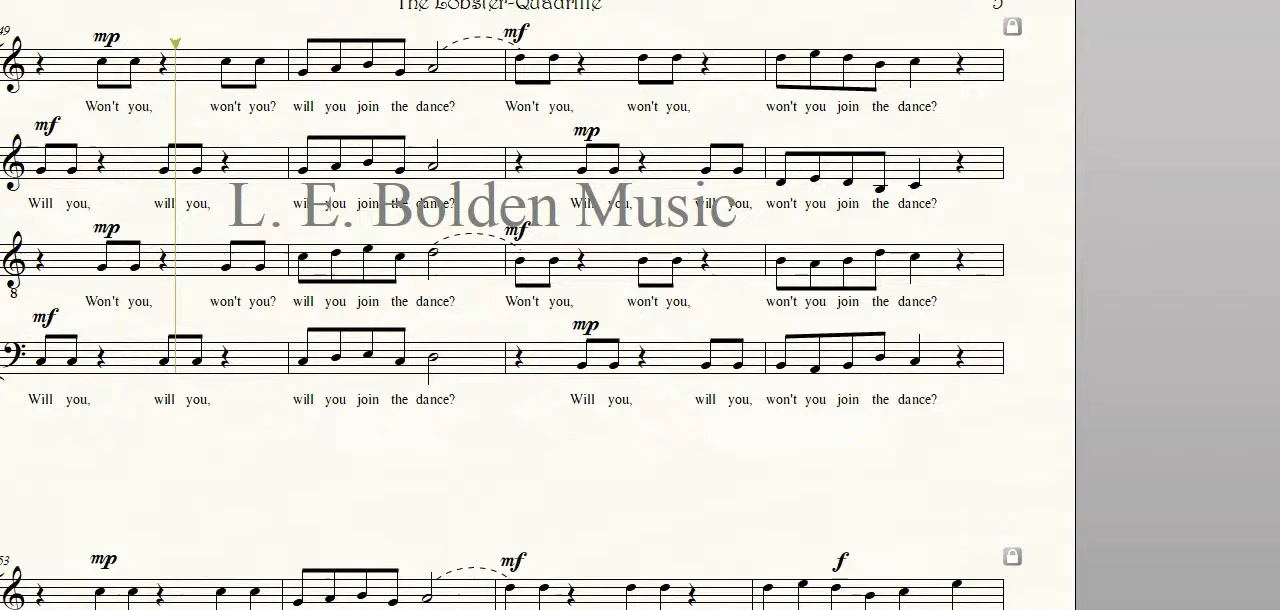 The Lobster-Quadrille 5
49
mp mf
Won't you, won't you? will you join the dance? Won't you, won't you, won't you join the dance?
mf mp
Will you, will you, will you join the dance? Will you, will you, won't you join the dance?
L. E. Bolden Music
mp mf
8
Won't you, won't you? will you join the dance? Won't you, won't you, won't you join the dance?
mf mp
Will you, will you, will you join the dance? Will you, will you, won't you join the dance?
53
mp mf f